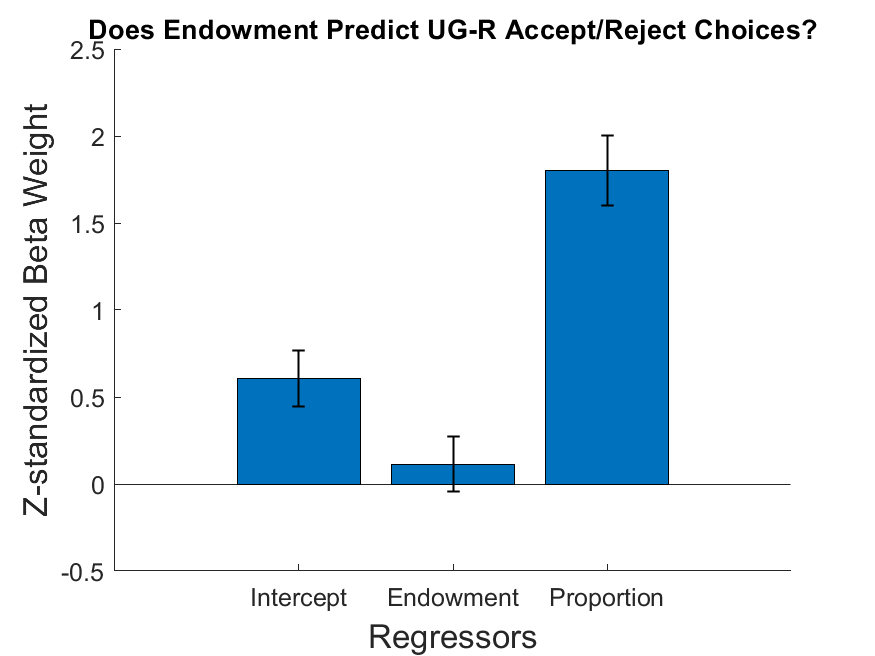 Does Endowment Predict UG-R Accept/Reject Choices?
Z-standardized Beta Weight
2.5
2
1.5
1
0.5
0
-0.5
Intercept
Endowment
Proportion
Regressors